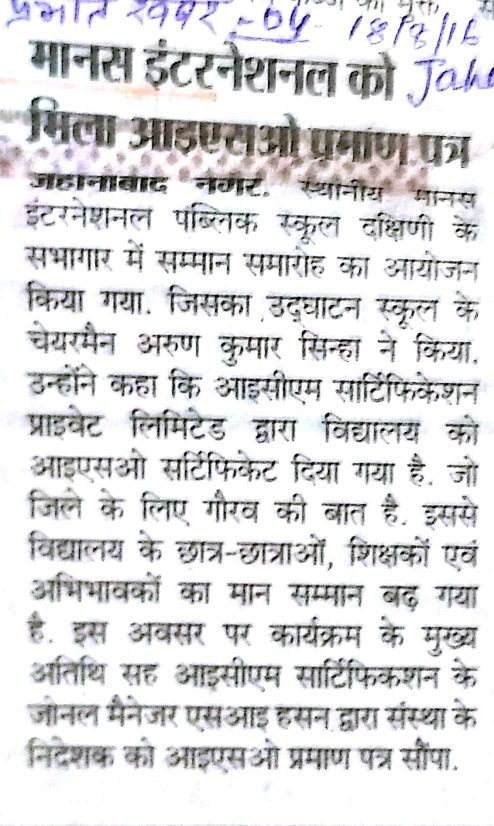 प्रभात खबर - 04 18/8/16
मानस इंटरनेशनल को
मिला आइएसओ प्रमाण पत्र
जहानाबाद नगर. स्थानीय मानस
इंटरनेशनल पब्लिक स्कूल दक्षिणी के
सभागार में सम्मान समारोह का आयोजन
किया गया. जिसका उद्घाटन स्कूल के
चेयरमैन अरुण कुमार सिन्हा ने किया.
उन्होंने कहा कि आइसीएम सार्टिफिकेशन
प्राइवेट लिमिटेड द्वारा विद्यालय को
आइएसओ सर्टिफिकेट दिया गया है. जो
जिले के लिए गौरव की बात है. इससे
विद्यालय के छात्र-छात्राओं, शिक्षकों एवं
अभिभावकों का मान सम्मान बढ़ गया
है. इस अवसर पर कार्यक्रम के मुख्य
अतिथि सह आइसीएम सार्टिफिकशन के
जोनल मैनेजर एसआइ हसन द्वारा संस्था के
निदेशक को आइएसओ प्रमाण पत्र सौंपा.